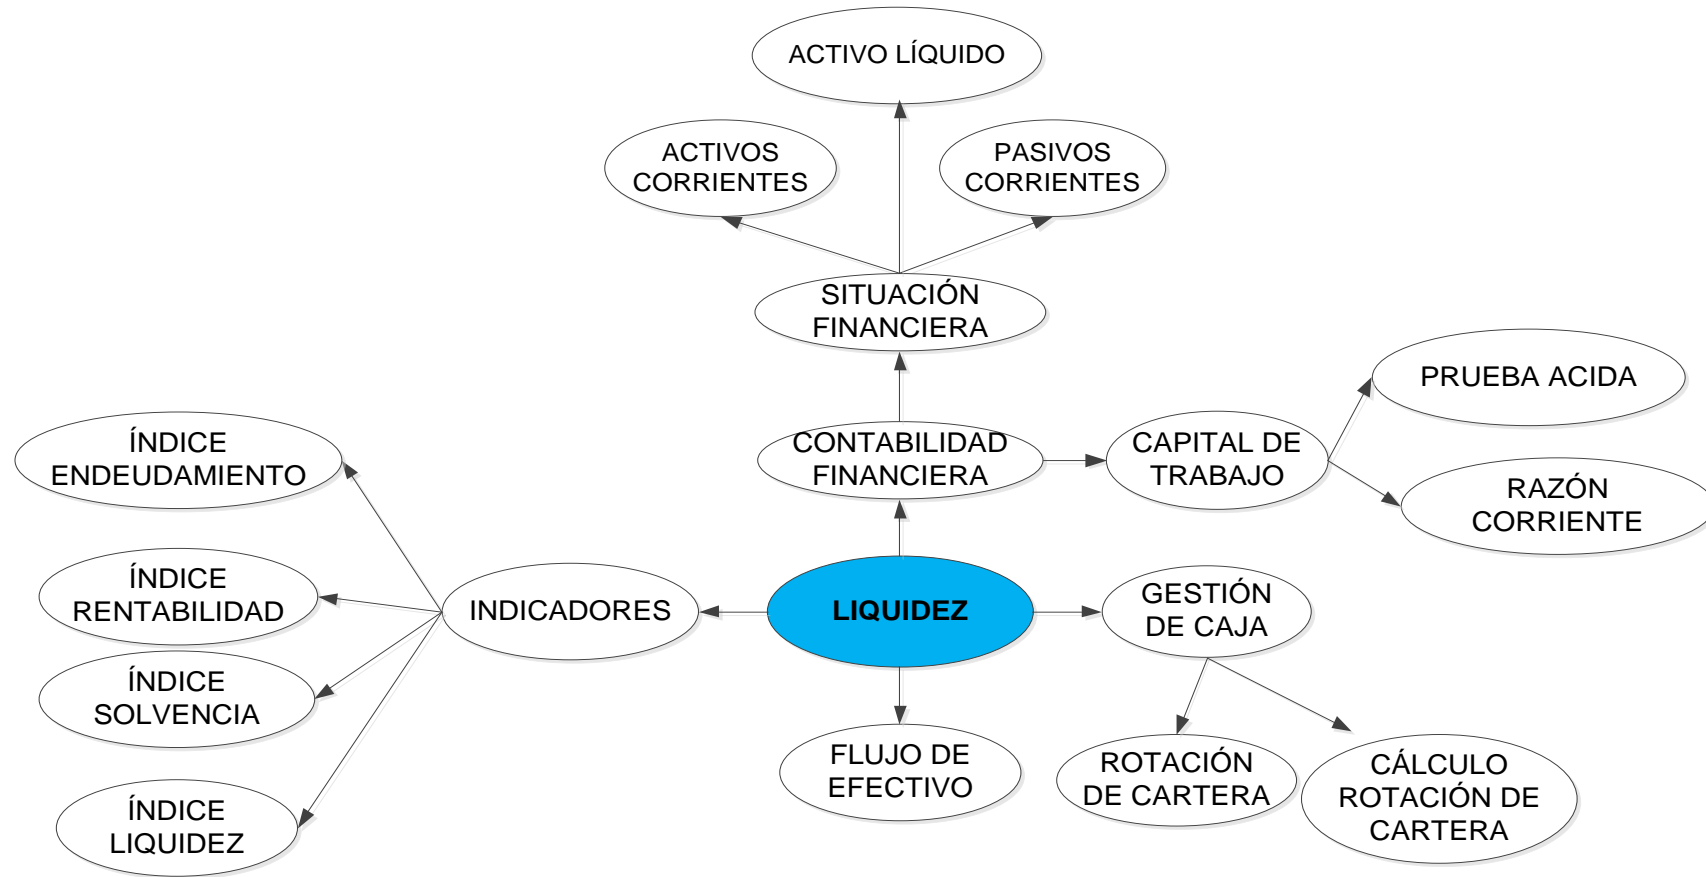 ACTIVO LÍQUIDO
ACTIVOS
CORRIENTES
PASIVOS
CORRIENTES
SITUACIÓN
FINANCIERA
PRUEBA ACIDA
ÍNDICE
ENDEUDAMIENTO
CONTABILIDAD
FINANCIERA
CAPITAL DE
TRABAJO
RAZÓN
CORRIENTE
ÍNDICE
RENTABILIDAD
INDICADORES
LIQUIDEZ
GESTIÓN
DE CAJA
ÍNDICE
SOLVENCIA
FLUJO DE
EFECTIVO
ROTACIÓN
DE CARTERA
CÁLCULO
ROTACIÓN DE
CARTERA
ÍNDICE
LIQUIDEZ